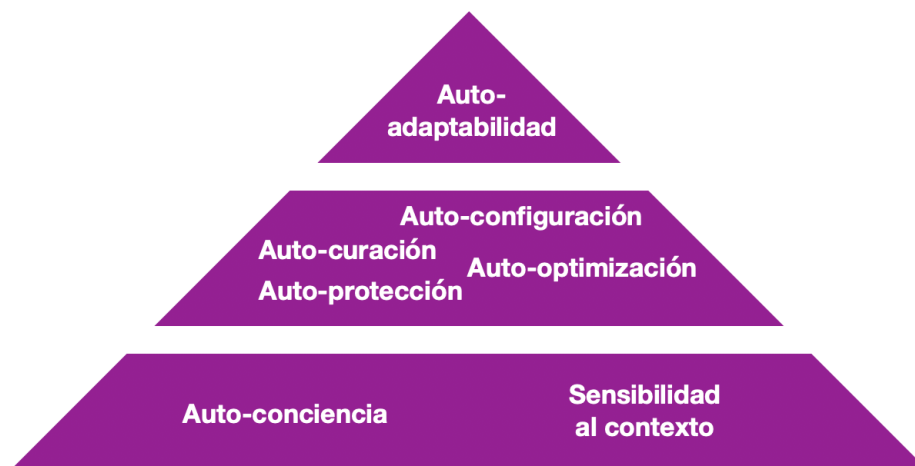 Auto-
adaptabilidad
Auto-configuración
Auto-curación
Auto-optimización
Auto-protección
Auto-conciencia
Sensibilidad
al contexto